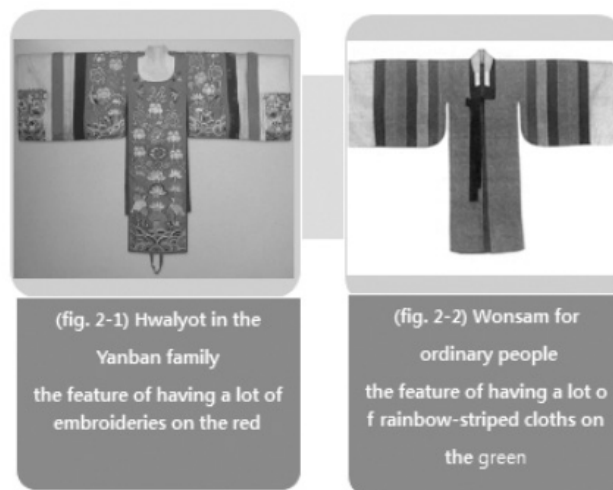 (fig. 2-1) Hwalyot in the
Yanban family
the feature of having a lot of
embroideries on the red
(fig. 2-2) Wonsam for
ordinary people
the feature of having a lot o
f rainbow-striped cloths on
the green